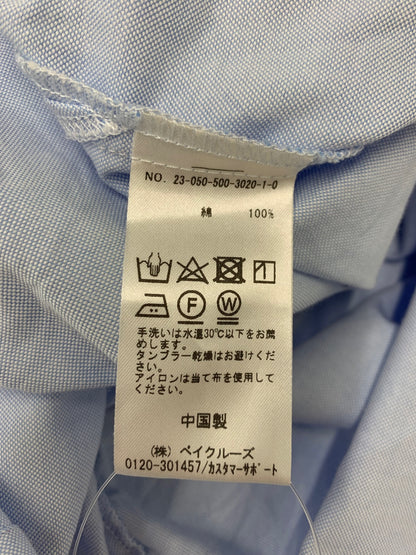 NO. 23-050-500-3020-1-0
綿 100%
手洗いは水温30℃以下をお薦
めします。
タンブラー乾燥はお避けくださ
い。
アイロンは当て布を使用して
ください。
中国製
(株) ベイクルーズ
0120-301457/カスタマーサポート